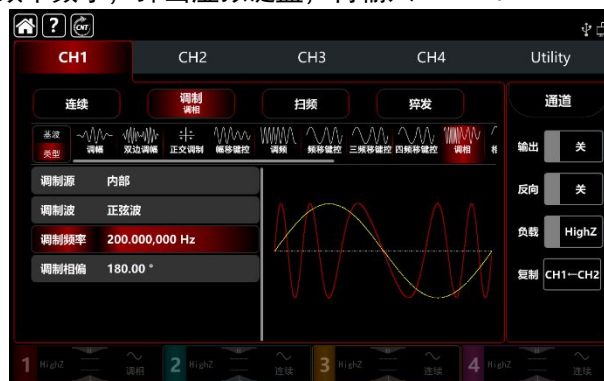 CNT
CH1 CH2 CH3 CH4 Utility
连续 调制 扫频 猝发 通道
调相
基波 类型 调幅 双边调幅 正交调制 幅移键控 调频 频移键控 三频移键控 四频移键控 调相
输出 关
调制源 内部
反向 关
调制波 正弦波
负载 HighZ
调制频率 200.000,000 Hz
复制 CH1←CH2
调制相偏 180.00 °
1 HighZ 调相 2 HighZ 连续 3 HighZ 连续 4 HighZ 连续